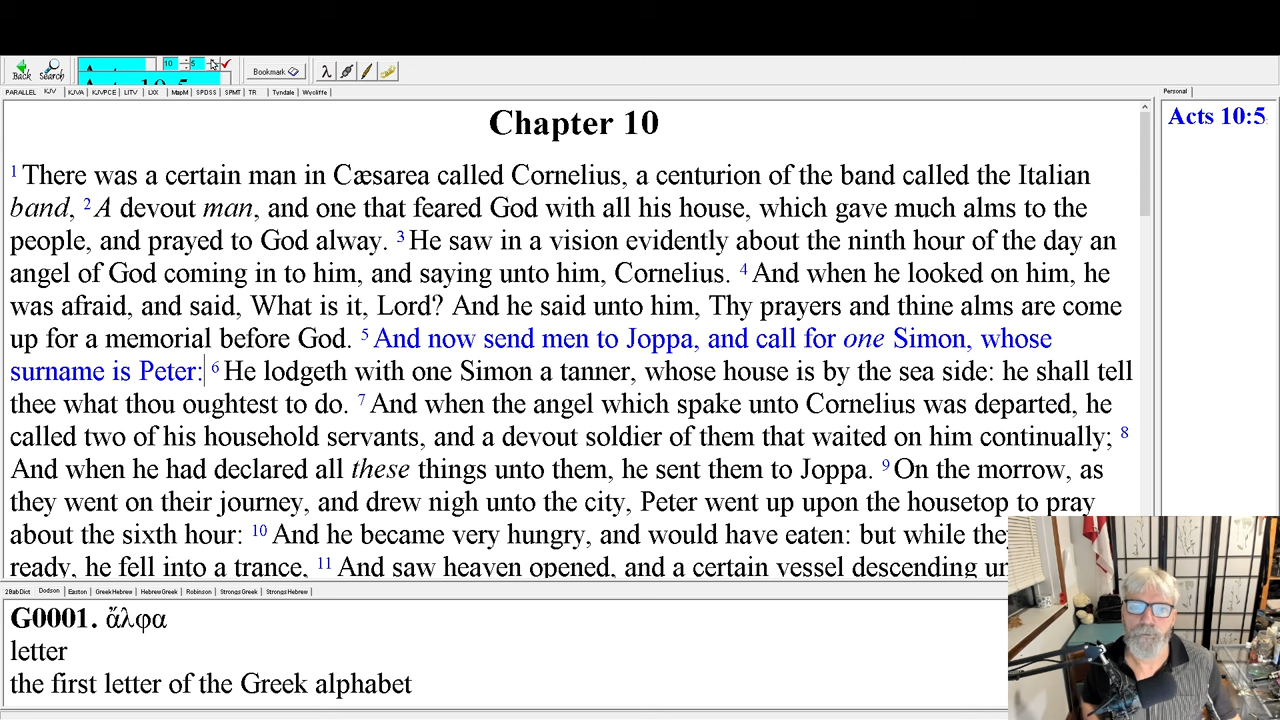 Back
Search
10
5
Bookmark
PARALLEL KJV KJVA KJVPCE LITV LXX MapM SPDSS SPMT TR Tyndale Wycliffe
Personal
Acts 10:5
Chapter 10
1 There was a certain man in Cæsarea called Cornelius, a centurion of the band called the Italian
band, 2 A devout man, and one that feared God with all his house, which gave much alms to the
people, and prayed to God alway. 3 He saw in a vision evidently about the ninth hour of the day an
angel of God coming in to him, and saying unto him, Cornelius. 4 And when he looked on him, he
was afraid, and said, What is it, Lord? And he said unto him, Thy prayers and thine alms are come
up for a memorial before God. 5 And now send men to Joppa, and call for one Simon, whose
surname is Peter: 6 He lodgeth with one Simon a tanner, whose house is by the sea side: he shall tell
thee what thou oughtest to do. 7 And when the angel which spake unto Cornelius was departed, he
called two of his household servants, and a devout soldier of them that waited on him continually; 8
And when he had declared all these things unto them, he sent them to Joppa. 9 On the morrow, as
they went on their journey, and drew nigh unto the city, Peter went up upon the housetop to pray
about the sixth hour: 10 And he became very hungry, and would have eaten: but while they
ready, he fell into a trance, 11 And saw heaven opened, and a certain vessel descending
2BabDict Dodson Easton GreekHebrew HebrewGreek Robinson StrongsGreek StrongsHebrew
G0001. ἄλφα
letter
the first letter of the Greek alphabet